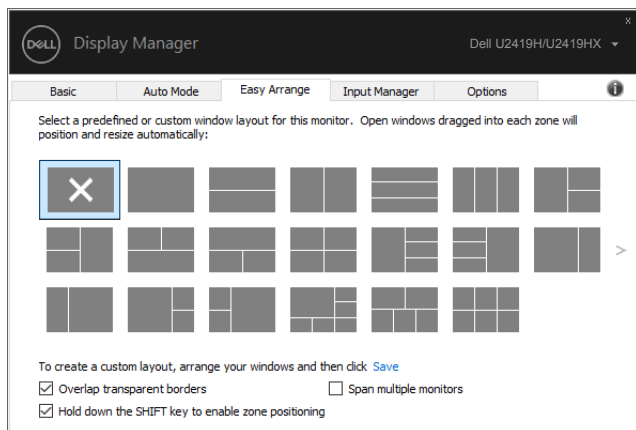 x
DELL Display Manager Dell U2419H/U2419HX
Basic Auto Mode Easy Arrange Input Manager Options
Select a predefined or custom window layout for this monitor. Open windows dragged into each zone will
position and resize automatically:
To create a custom layout, arrange your windows and then click Save
Overlap transparent borders Span multiple monitors
Hold down the SHIFT key to enable zone positioning